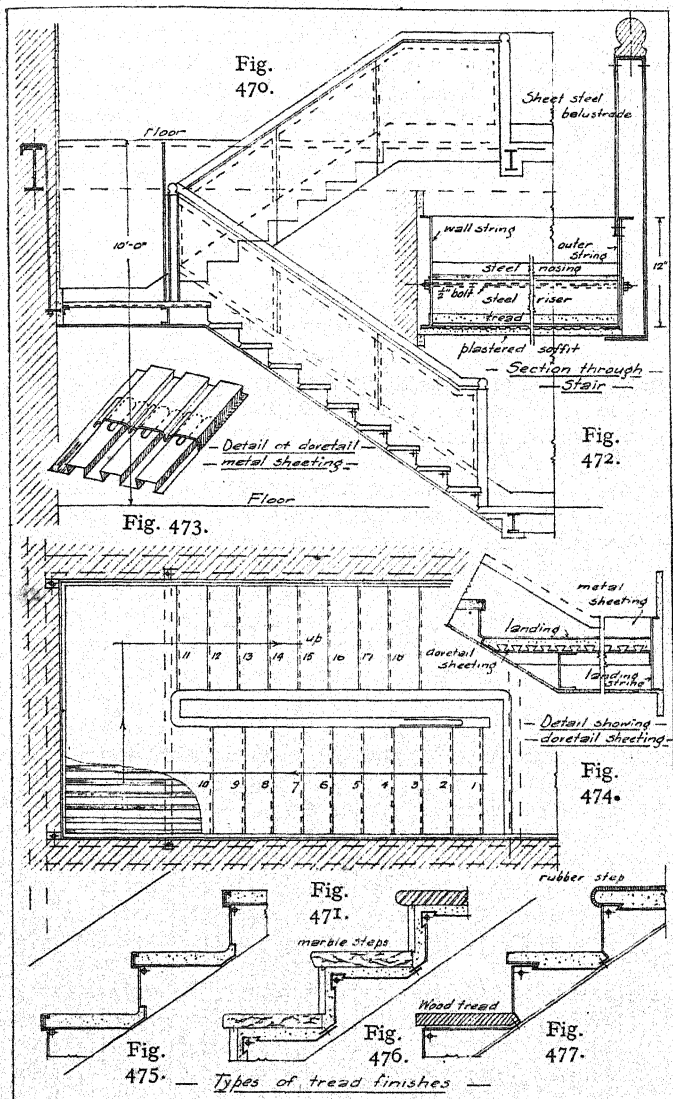 Fig.
470.
Sheet steel
balustrade
Floor
10'-0"
wall string
outer
string
12"
steel nosing
1/2" bolt
steel riser
tread
plastered soffit
Section through
Stair
Fig.
472.
Detail of dovetail
metal sheeting
Floor
Fig. 473.
metal
sheeting
landing
dovetail
sheeting
landing
string
up
11 12 13 14 15 16 17 18
Detail showing
dovetail sheeting
Fig.
474.
10 9 8 7 6 5 4 3 2 1
Fig.
471.
rubber step
marble steps
Wood tread
Fig.
475.
Fig.
476.
Fig.
477.
Types of tread finishes